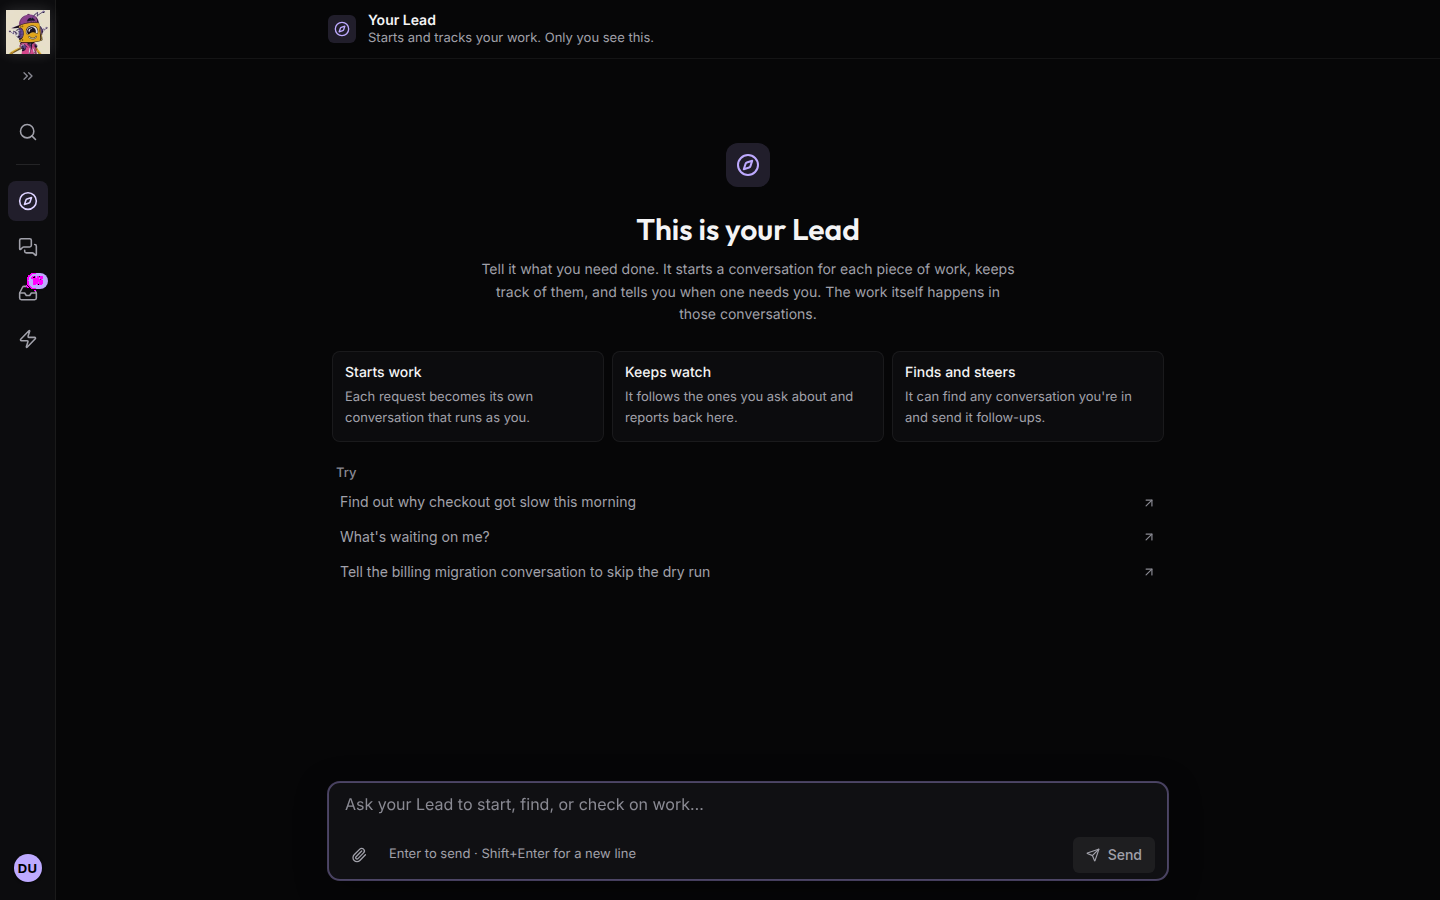 Your Lead
Starts and tracks your work. Only you see this.
This is your Lead
Tell it what you need done. It starts a conversation for each piece of work, keeps
track of them, and tells you when one needs you. The work itself happens in
those conversations.
Starts work
Each request becomes its own
conversation that runs as you.
Keeps watch
It follows the ones you ask about and
reports back here.
Finds and steers
It can find any conversation you're in
and send it follow-ups.
Try
Find out why checkout got slow this morning
What's waiting on me?
Tell the billing migration conversation to skip the dry run
Ask your Lead to start, find, or check on work...
Enter to send · Shift+Enter for a new line
Send
DU